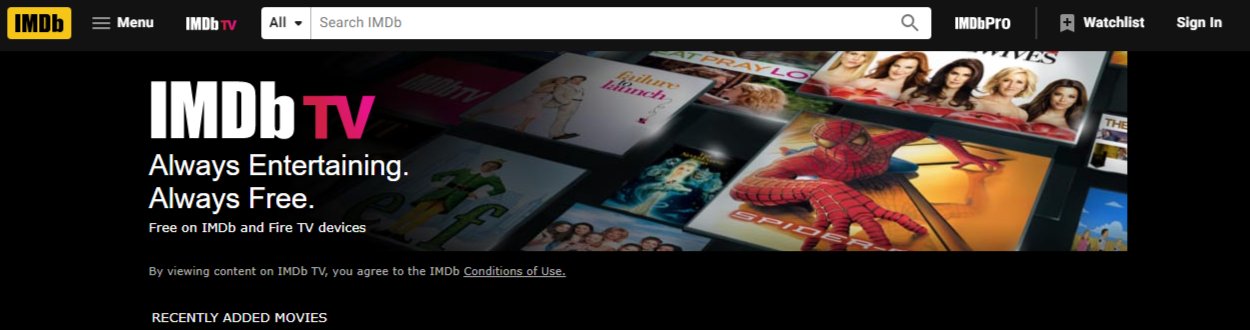 IMDb Menu IMDb TV All Search IMDb IMDbPro Watchlist Sign In
IMDb TV
Always Entertaining.
Always Free.
Free on IMDb and Fire TV devices
IMDb TV
failure to launch
EAT PRAY LO
WIVES
THE
elf
SPIDER-
By viewing content on IMDb TV, you agree to the IMDb Conditions of Use.
RECENTLY ADDED MOVIES